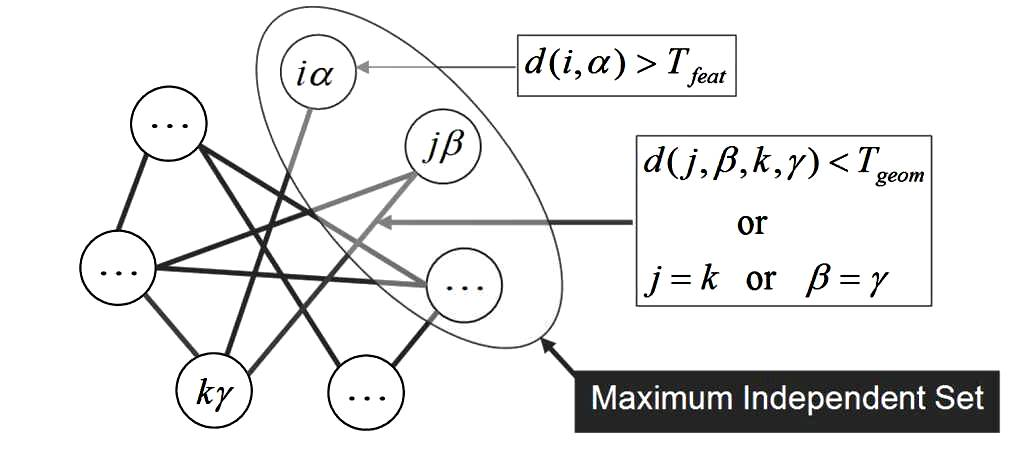 iα
d(i,α) > T_feat
...
jβ
d(j,β,k,γ) < T_geom
or
j = k or β = γ
...
...
kγ
...
Maximum Independent Set